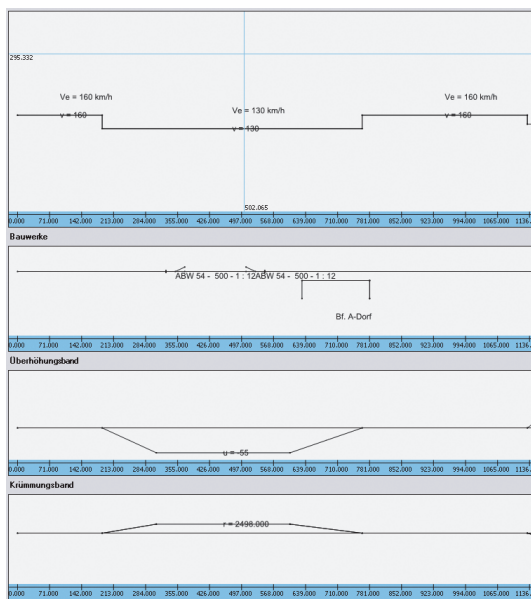 295.332
Ve = 160 km/h
Ve = 130 km/h
Ve = 160 km/h
v = 160
v = 130
v = 160
502.065
0.000 71.000 142.000 213.000 284.000 355.000 426.000 497.000 568.000 639.000 710.000 781.000 852.000 923.000 994.000 1065.000 1136.
Bauwerke
ABW 54 - 500 - 1 : 12
ABW 54 - 500 - 1 : 12
Bf. A-Dorf
0.000 71.000 142.000 213.000 284.000 355.000 426.000 497.000 568.000 639.000 710.000 781.000 852.000 923.000 994.000 1065.000 1136.
Überhöhungsband
u = -55
0.000 71.000 142.000 213.000 284.000 355.000 426.000 497.000 568.000 639.000 710.000 781.000 852.000 923.000 994.000 1065.000 1136.
Krümmungsband
r = 2498.000
0.000 71.000 142.000 213.000 284.000 355.000 426.000 497.000 568.000 639.000 710.000 781.000 852.000 923.000 994.000 1065.000 1136.